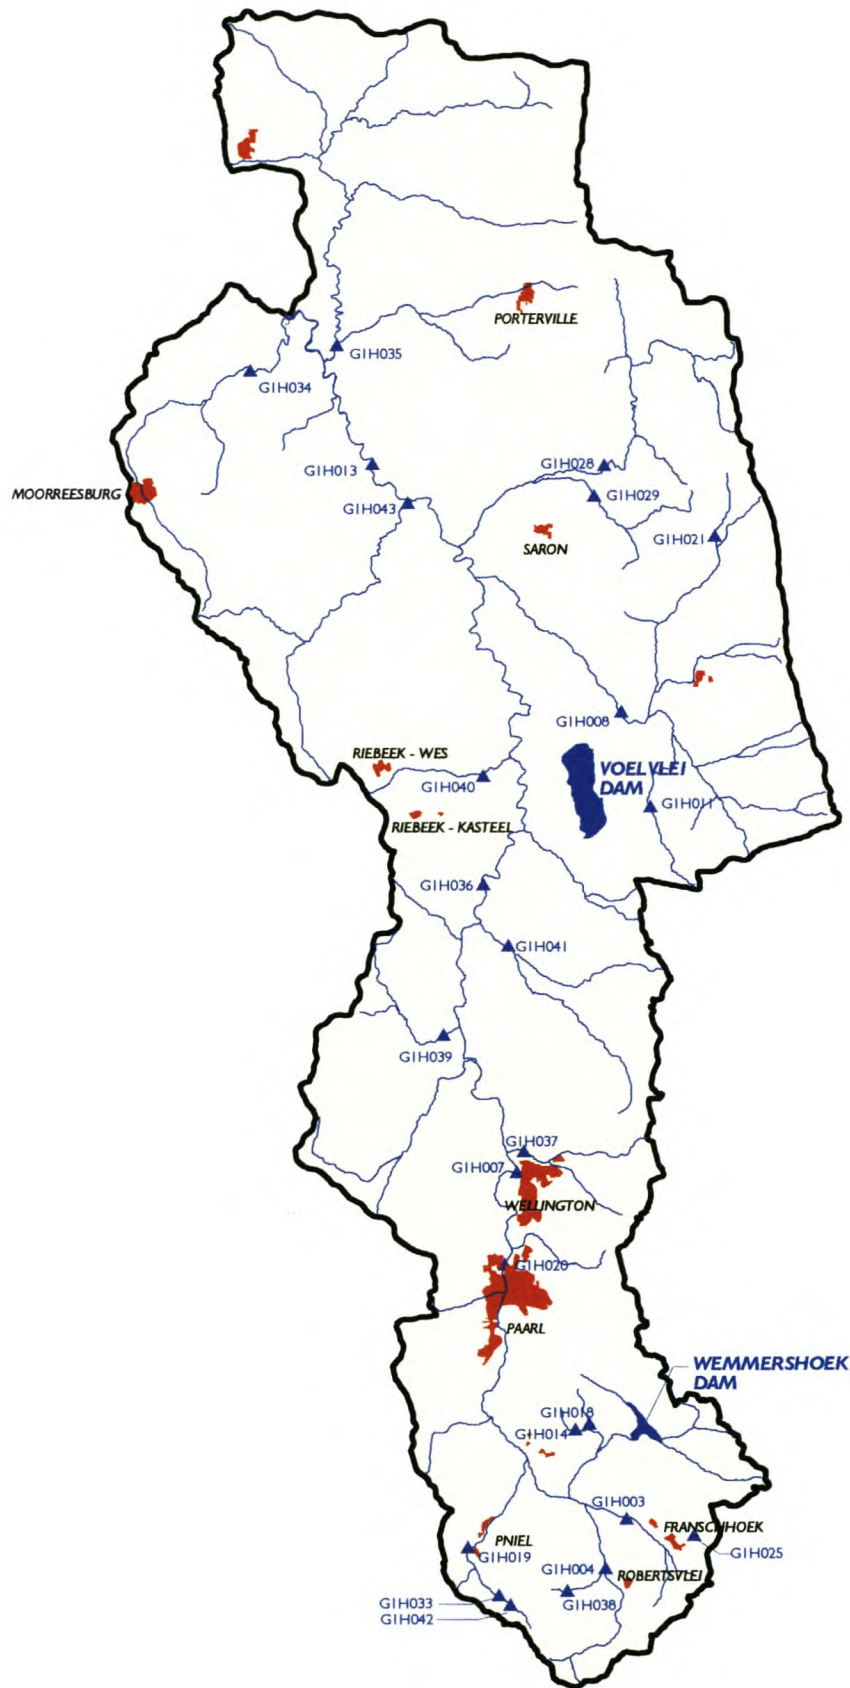 PORTERVILLE
G1H035
G1H034
G1H013
G1H028
MOORREESBURG
G1H029
G1H043
G1H021
SARON
G1H008
RIEBEEK - WES
VOELVLEI
DAM
G1H040
G1H011
RIEBEEK - KASTEEL
G1H036
G1H041
G1H039
G1H037
G1H007
WELLINGTON
G1H020
PAARL
WEMMERSHOEK
DAM
G1H018
G1H014
G1H003
FRANSCHHOEK
PNIEL
G1H025
G1H019
G1H004
ROBERTSVLEI
G1H033
G1H038
G1H042